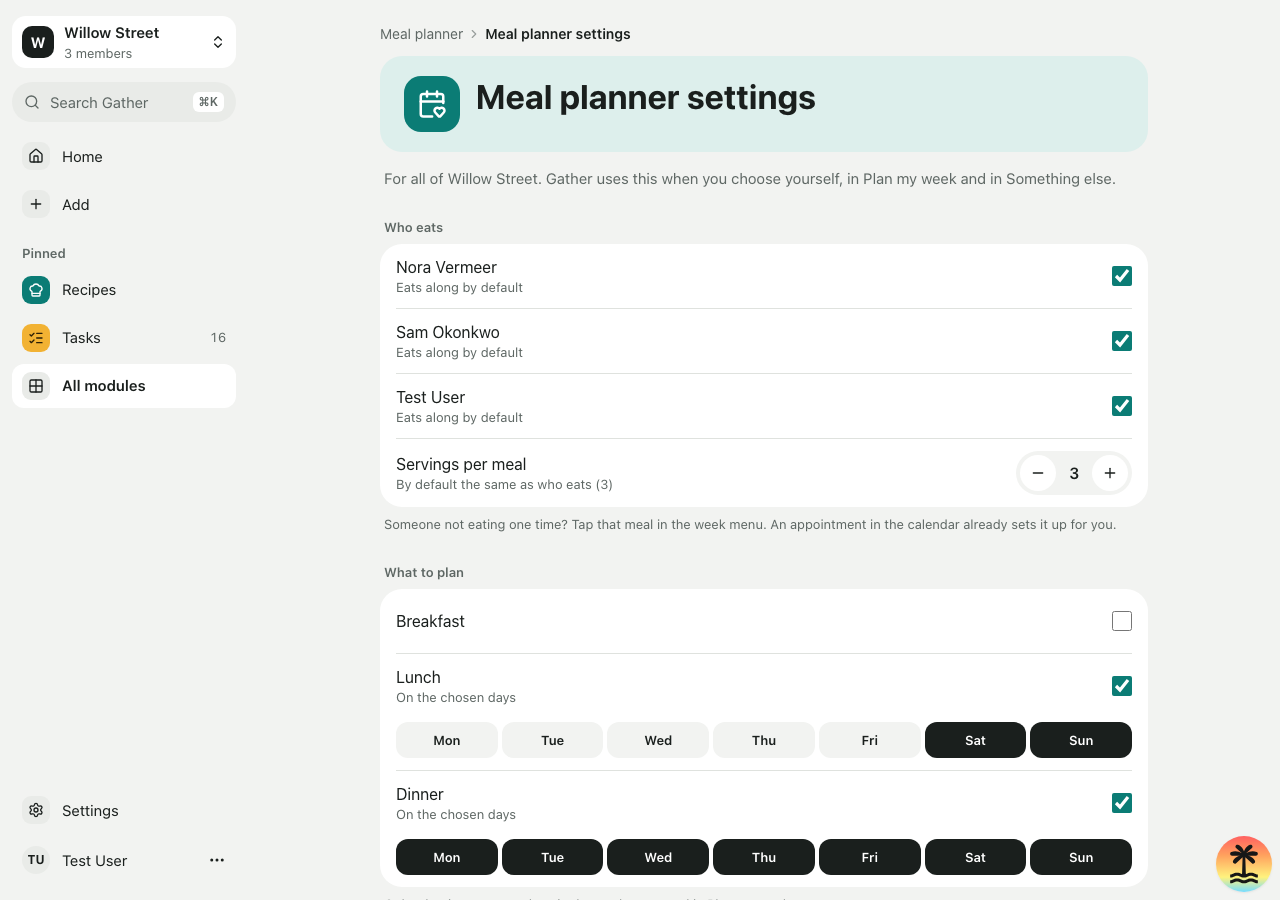 W
Willow Street
3 members
Search Gather
⌘K
Home
Add
Pinned
Recipes
Tasks
16
All modules
Settings
TU
Test User
Meal planner
Meal planner settings
Meal planner settings
For all of Willow Street. Gather uses this when you choose yourself, in Plan my week and in Something else.
Who eats
Nora Vermeer
Eats along by default
Sam Okonkwo
Eats along by default
Test User
Eats along by default
Servings per meal
By default the same as who eats (3)
3
Someone not eating one time? Tap that meal in the week menu. An appointment in the calendar already sets it up for you.
What to plan
Breakfast
Lunch
On the chosen days
Mon Tue Wed Thu Fri Sat Sun
Dinner
On the chosen days
Mon Tue Wed Thu Fri Sat Sun